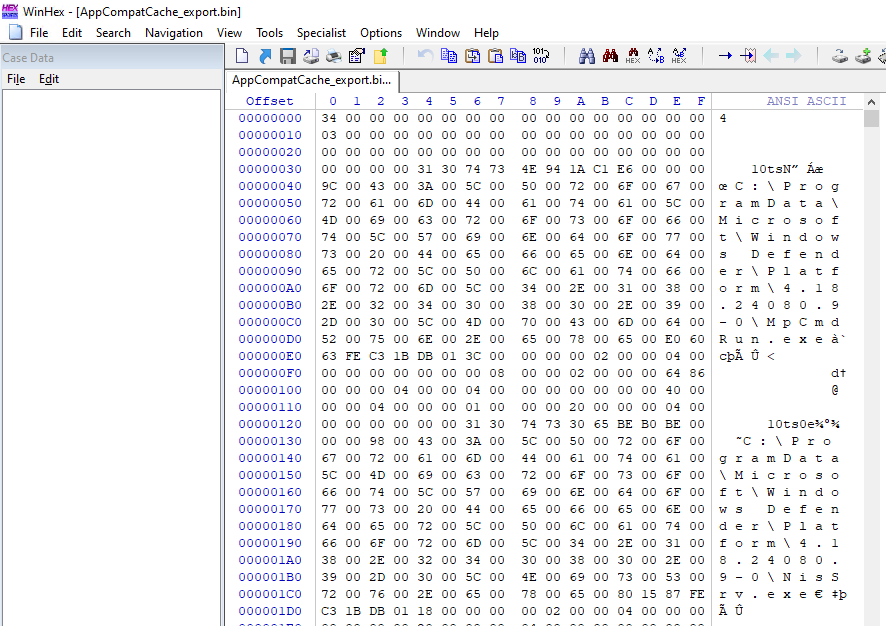 WinHex - [AppCompatCache_export.bin]
File Edit Search Navigation View Tools Specialist Options Window Help
Case Data
File Edit
AppCompatCache_export.bi...
Offset 0 1 2 3 4 5 6 7 8 9 A B C D E F ANSI ASCII
00000000 34 00 00 00 00 00 00 00 00 00 00 00 00 00 00 00 4
00000010 03 00 00 00 00 00 00 00 00 00 00 00 00 00 00 00
00000020 00 00 00 00 00 00 00 00 00 00 00 00 00 00 00 00
00000030 00 00 00 00 31 30 74 73 4E 94 1A C1 E6 00 00 00 10tsN” Áæ
00000040 9C 00 43 00 3A 00 5C 00 50 00 72 00 6F 00 67 00 œ C : \ P r o g
00000050 72 00 61 00 6D 00 44 00 61 00 74 00 61 00 5C 00 r a m D a t a \
00000060 4D 00 69 00 63 00 72 00 6F 00 73 00 6F 00 66 00 M i c r o s o f
00000070 74 00 5C 00 57 00 69 00 6E 00 64 00 6F 00 77 00 t \ W i n d o w
00000080 73 00 20 00 44 00 65 00 66 00 65 00 6E 00 64 00 s D e f e n d
00000090 65 00 72 00 5C 00 50 00 6C 00 61 00 74 00 66 00 e r \ P l a t f
000000A0 6F 00 72 00 6D 00 5C 00 34 00 2E 00 31 00 38 00 o r m \ 4 . 1 8
000000B0 2E 00 32 00 34 00 30 00 38 00 30 00 2E 00 39 00 . 2 4 0 8 0 . 9
000000C0 2D 00 30 00 5C 00 4D 00 70 00 43 00 6D 00 64 00 - 0 \ M p C m d
000000D0 52 00 75 00 6E 00 2E 00 65 00 78 00 65 00 E0 60 R u n . e x e à`
000000E0 63 FE C3 1B DB 01 3C 00 00 00 00 02 00 00 04 00 cþÃ Û <
000000F0 00 00 00 00 00 00 08 00 00 02 00 00 00 64 86 d†
00000100 00 00 00 04 00 00 04 00 00 00 00 00 00 40 00 @
00000110 00 00 04 00 00 00 01 00 00 00 20 00 00 00 04 00
00000120 00 00 00 00 00 00 31 30 74 73 30 65 BE B0 BE 00 10ts0e¾°¾
00000130 00 00 98 00 43 00 3A 00 5C 00 50 00 72 00 6F 00 ˜ C : \ P r o
00000140 67 00 72 00 61 00 6D 00 44 00 61 00 74 00 61 00 g r a m D a t a
00000150 5C 00 4D 00 69 00 63 00 72 00 6F 00 73 00 6F 00 \ M i c r o s o
00000160 66 00 74 00 5C 00 57 00 69 00 6E 00 64 00 6F 00 f t \ W i n d o
00000170 77 00 73 00 20 00 44 00 65 00 66 00 65 00 6E 00 w s D e f e n
00000180 64 00 65 00 72 00 5C 00 50 00 6C 00 61 00 74 00 d e r \ P l a t
00000190 66 00 6F 00 72 00 6D 00 5C 00 34 00 2E 00 31 00 f o r m \ 4 . 1
000001A0 38 00 2E 00 32 00 34 00 30 00 38 00 30 00 2E 00 8 . 2 4 0 8 0 .
000001B0 39 00 2D 00 30 00 5C 00 4E 00 69 00 73 00 53 00 9 - 0 \ N i s S
000001C0 72 00 76 00 2E 00 65 00 78 00 65 00 80 15 87 FE r v . e x e € ‡þ
000001D0 C3 1B DB 01 18 00 00 00 00 02 00 00 04 00 00 00 Ã Û